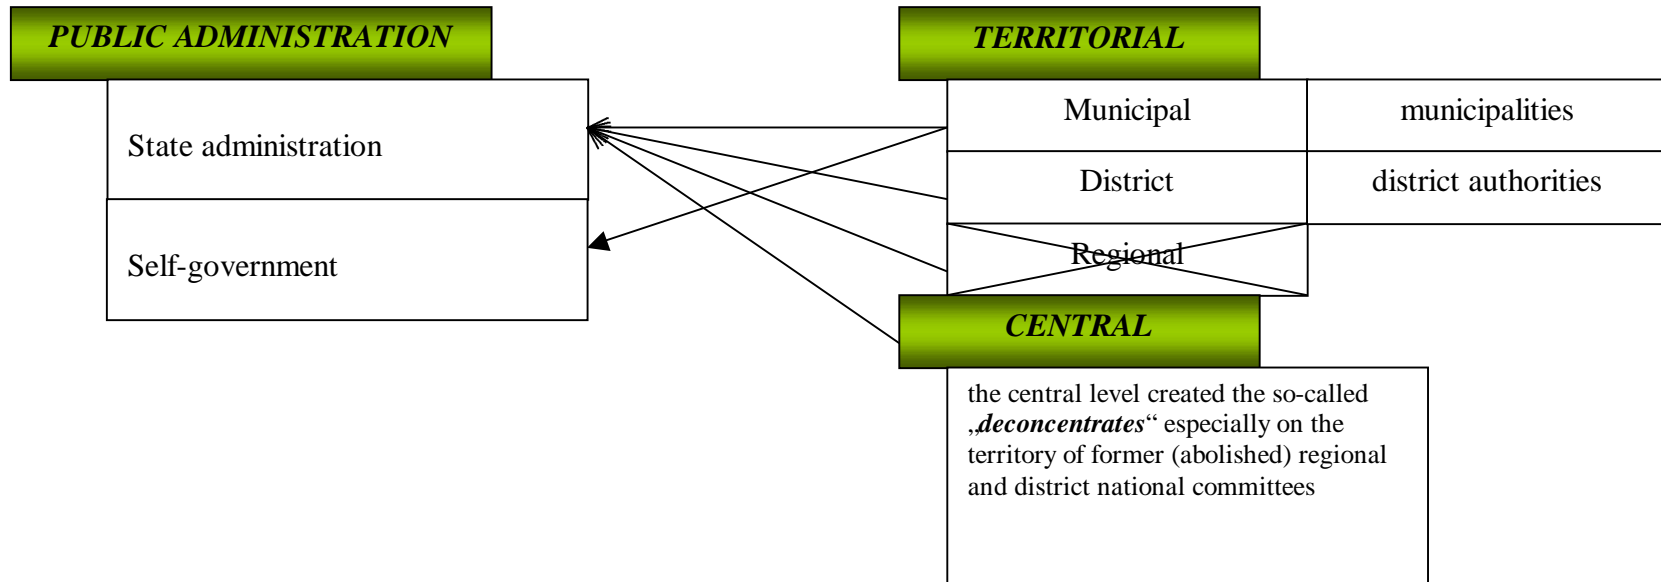 PUBLIC ADMINISTRATION
State administration
Self-government
TERRITORIAL
Municipal
municipalities
District
district authorities
Regional
CENTRAL
the central level created the so-called
„deconcentrates“ especially on the
territory of former (abolished) regional
and district national committees